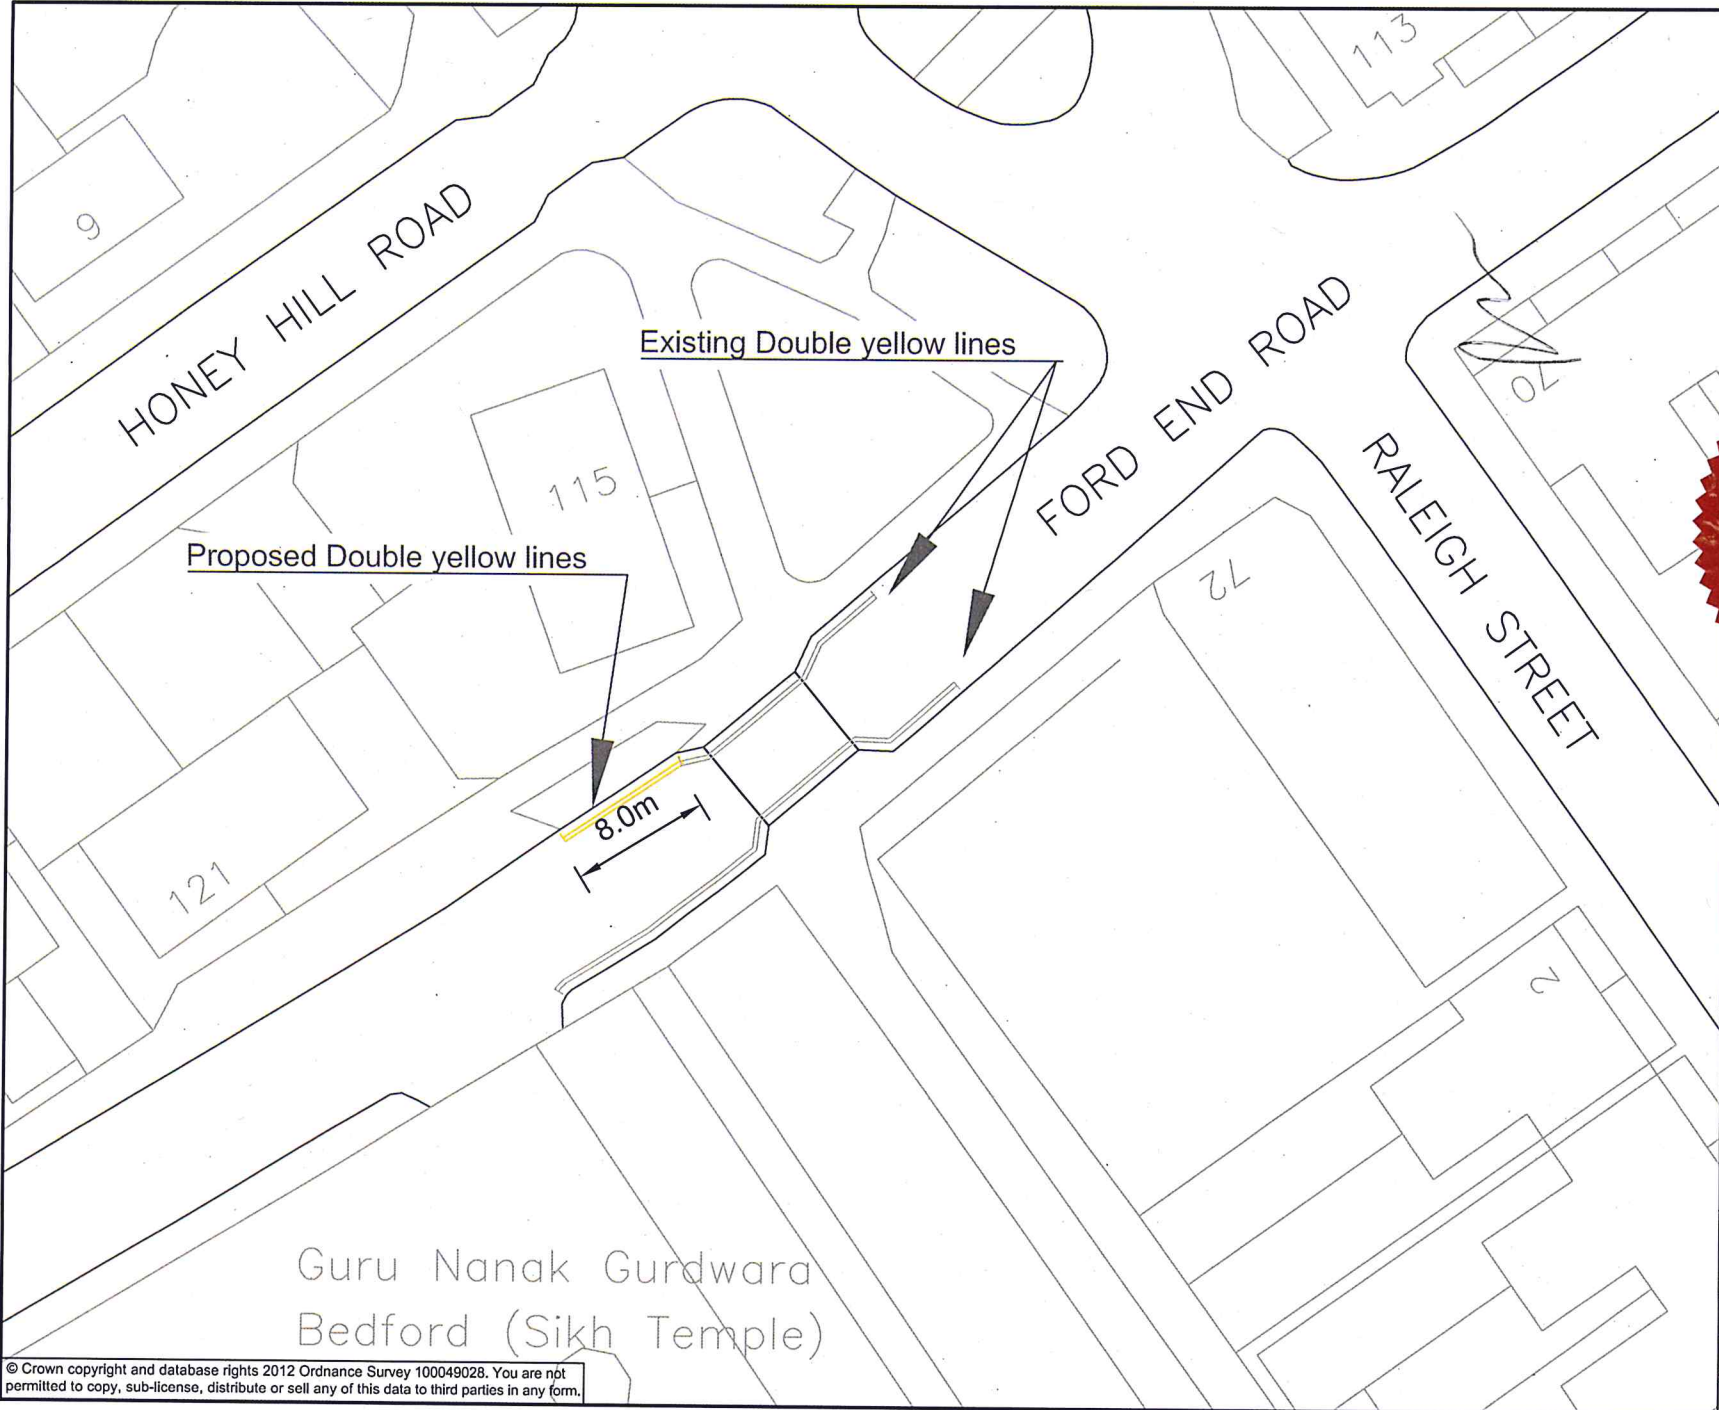 113
9
HONEY HILL ROAD
Existing Double yellow lines
FORD END ROAD
70
RALEIGH STREET
115
Proposed Double yellow lines
72
8.0m
121
2
Guru Nanak Gurdwara
Bedford (Sikh Temple)
© Crown copyright and database rights 2012 Ordnance Survey 100049028. You are not
permitted to copy, sub-license, distribute or sell any of this data to third parties in any form.